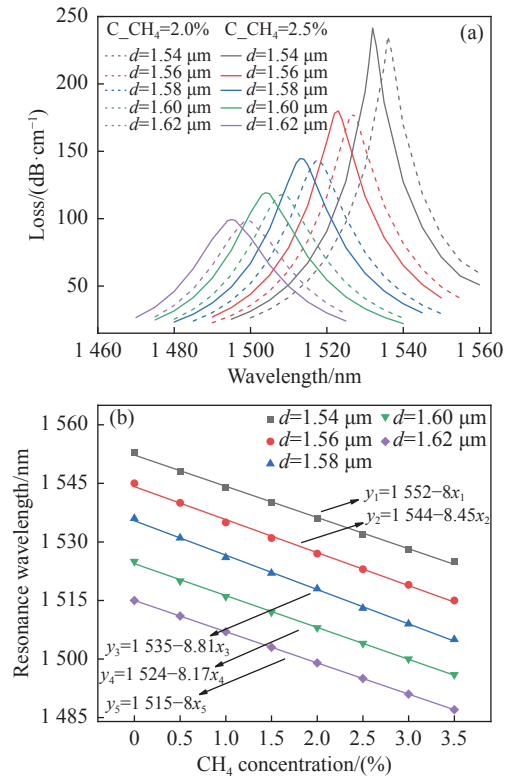 C_CH₄=2.0% C_CH₄=2.5% (a)
d=1.54 μm d=1.54 μm
d=1.56 μm d=1.56 μm
d=1.58 μm d=1.58 μm
d=1.60 μm d=1.60 μm
d=1.62 μm d=1.62 μm
250
200
150
100
50
Loss/(dB·cm⁻¹)
1 460 1 480 1 500 1 520 1 540 1 560
Wavelength/nm
(b)
d=1.54 μm d=1.60 μm
d=1.56 μm d=1.62 μm
d=1.58 μm
1 560
1 545
1 530
1 515
1 500
1 485
Resonance wavelength/nm
y₁=1 552−8x₁
y₂=1 544−8.45x₂
y₃=1 535−8.81x₃
y₄=1 524−8.17x₄
y₅=1 515−8x₅
0 0.5 1.0 1.5 2.0 2.5 3.0 3.5
CH₄ concentration/(%)